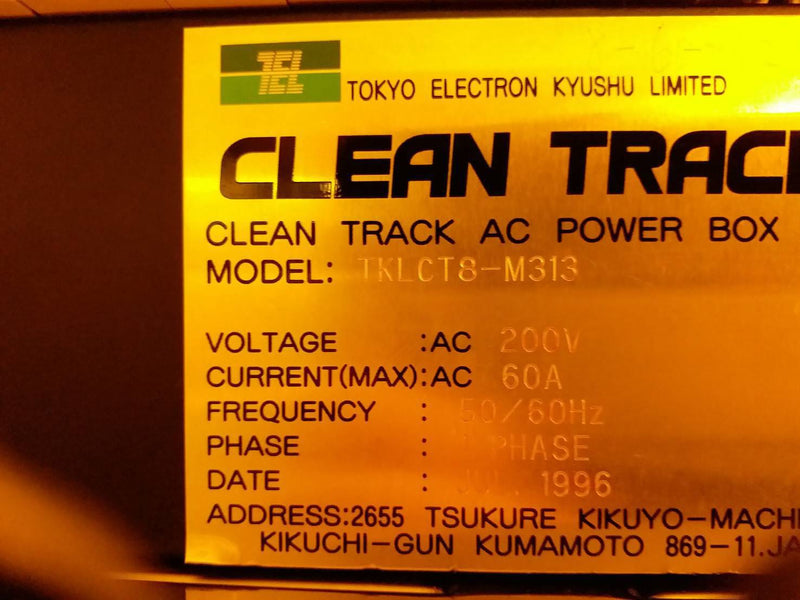 TEL
TOKYO ELECTRON KYUSHU LIMITED
CLEAN TRAC
CLEAN TRACK AC POWER BOX
MODEL: TKLCT8-M313
VOLTAGE :AC 200V
CURRENT(MAX):AC 60A
FREQUENCY : 50/60Hz
PHASE : PHASE
DATE : 1996
ADDRESS:2655 TSUKURE KIKUYO-MACHI
KIKUCHI-GUN KUMAMOTO 869-11.JA